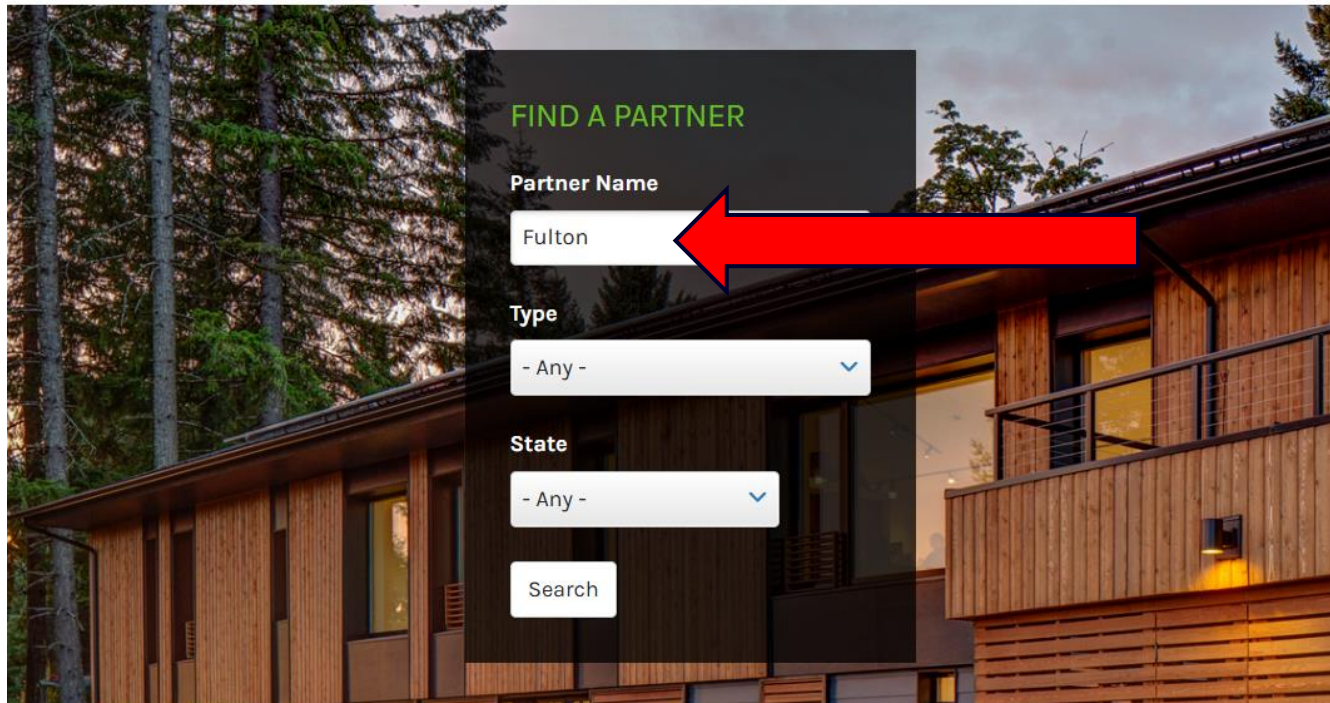 FIND A PARTNER
Partner Name
Fulton
Type
- Any -
State
- Any -
Search